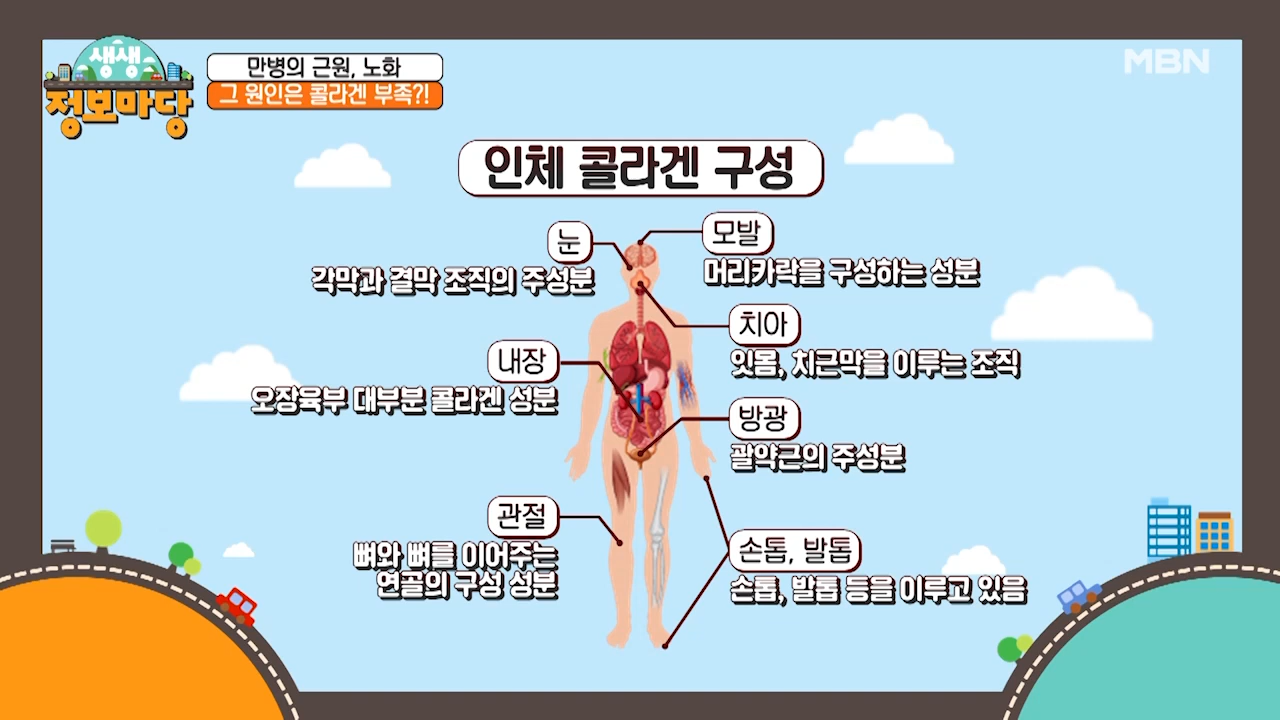 생생
정보마당
만병의 근원, 노화
그 원인은 콜라겐 부족?!
MBN
인체 콜라겐 구성
눈
각막과 결막 조직의 주성분
모발
머리카락을 구성하는 성분
치아
잇몸, 치근막을 이루는 조직
내장
오장육부 대부분 콜라겐 성분
방광
괄약근의 주성분
관절
뼈와 뼈를 이어주는
연골의 구성 성분
손톱, 발톱
손톱, 발톱 등을 이루고 있음